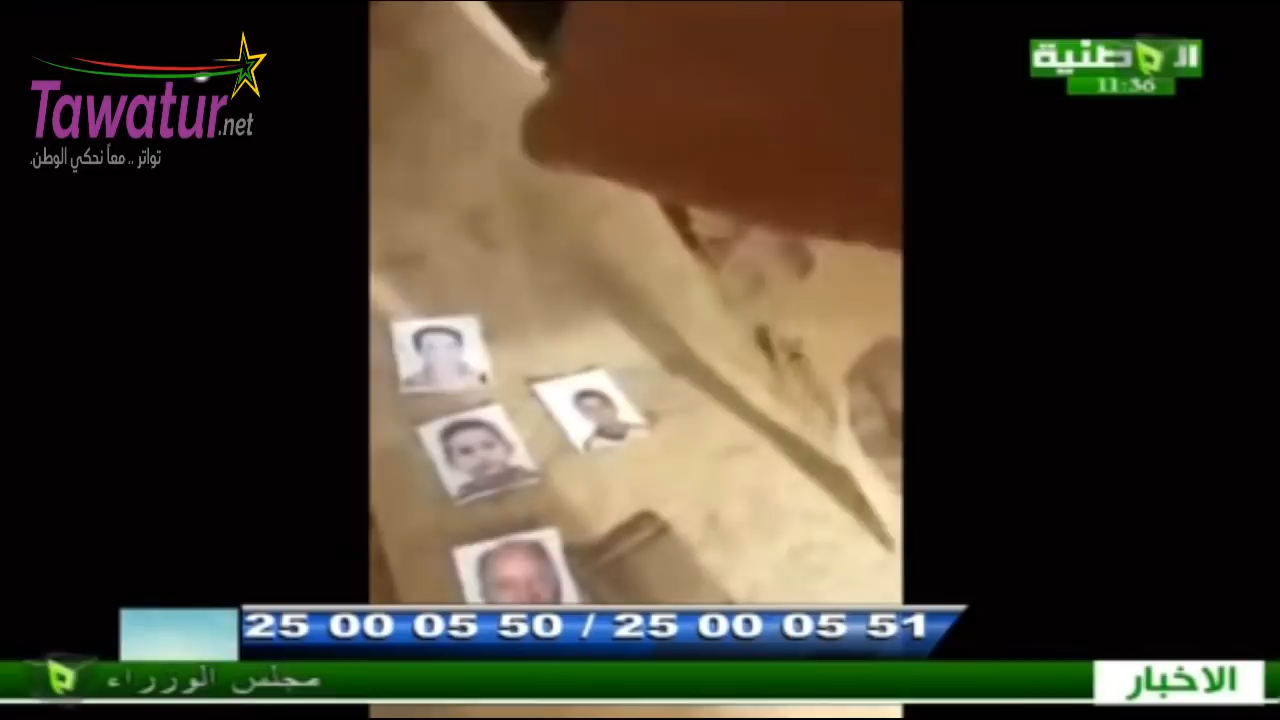 Tawatur.net
تواتر .. معاً نحكي الوطن.
الوطنية
11:36
25 00 05 50 / 25 00 05 51
مجلس الوزراء
الاخبار